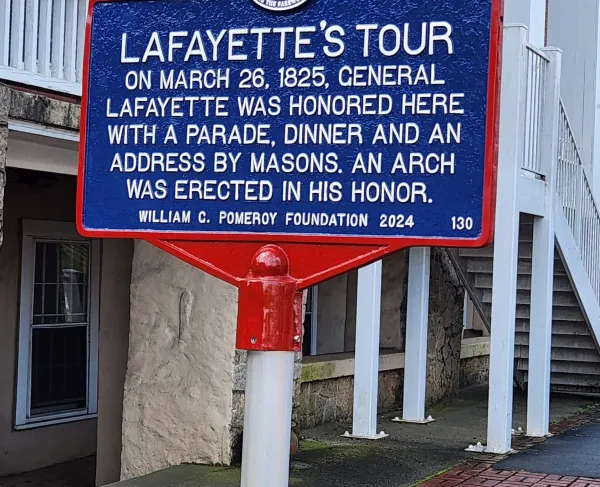 LAFAYETTE'S TOUR
ON MARCH 26, 1825, GENERAL
LAFAYETTE WAS HONORED HERE
WITH A PARADE, DINNER AND AN
ADDRESS BY MASONS. AN ARCH
WAS ERECTED IN HIS HONOR.
WILLIAM C. POMEROY FOUNDATION 2024 130